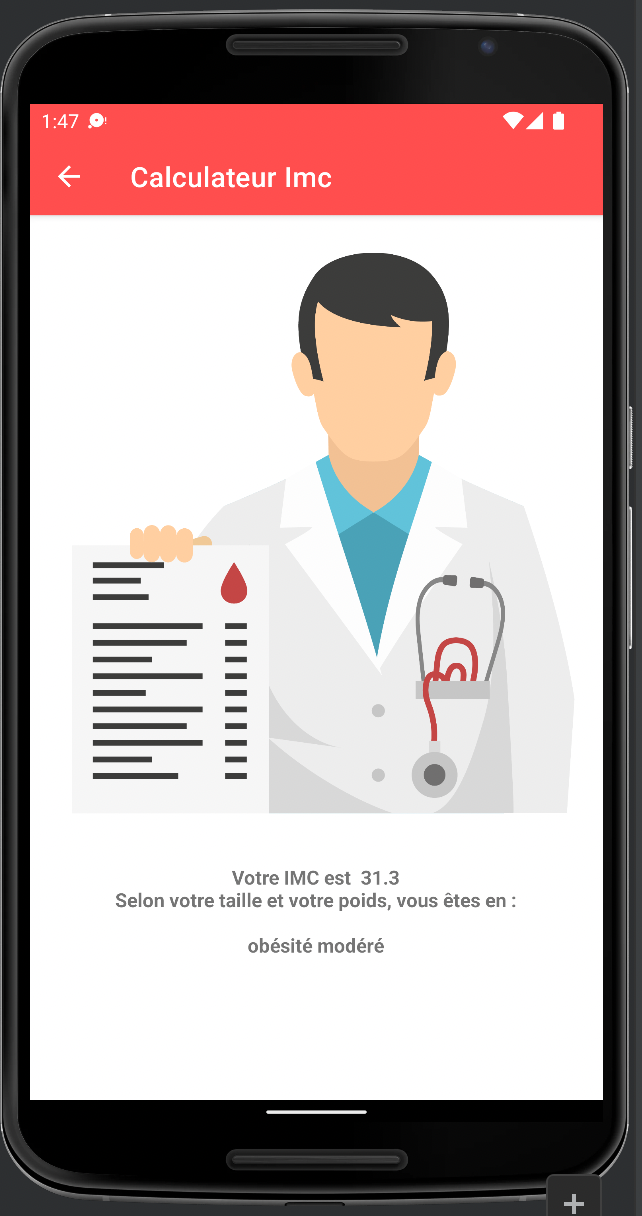 1:47
Calculateur Imc
Votre IMC est  31.3
Selon votre taille et votre poids, vous êtes en :
obésité modéré